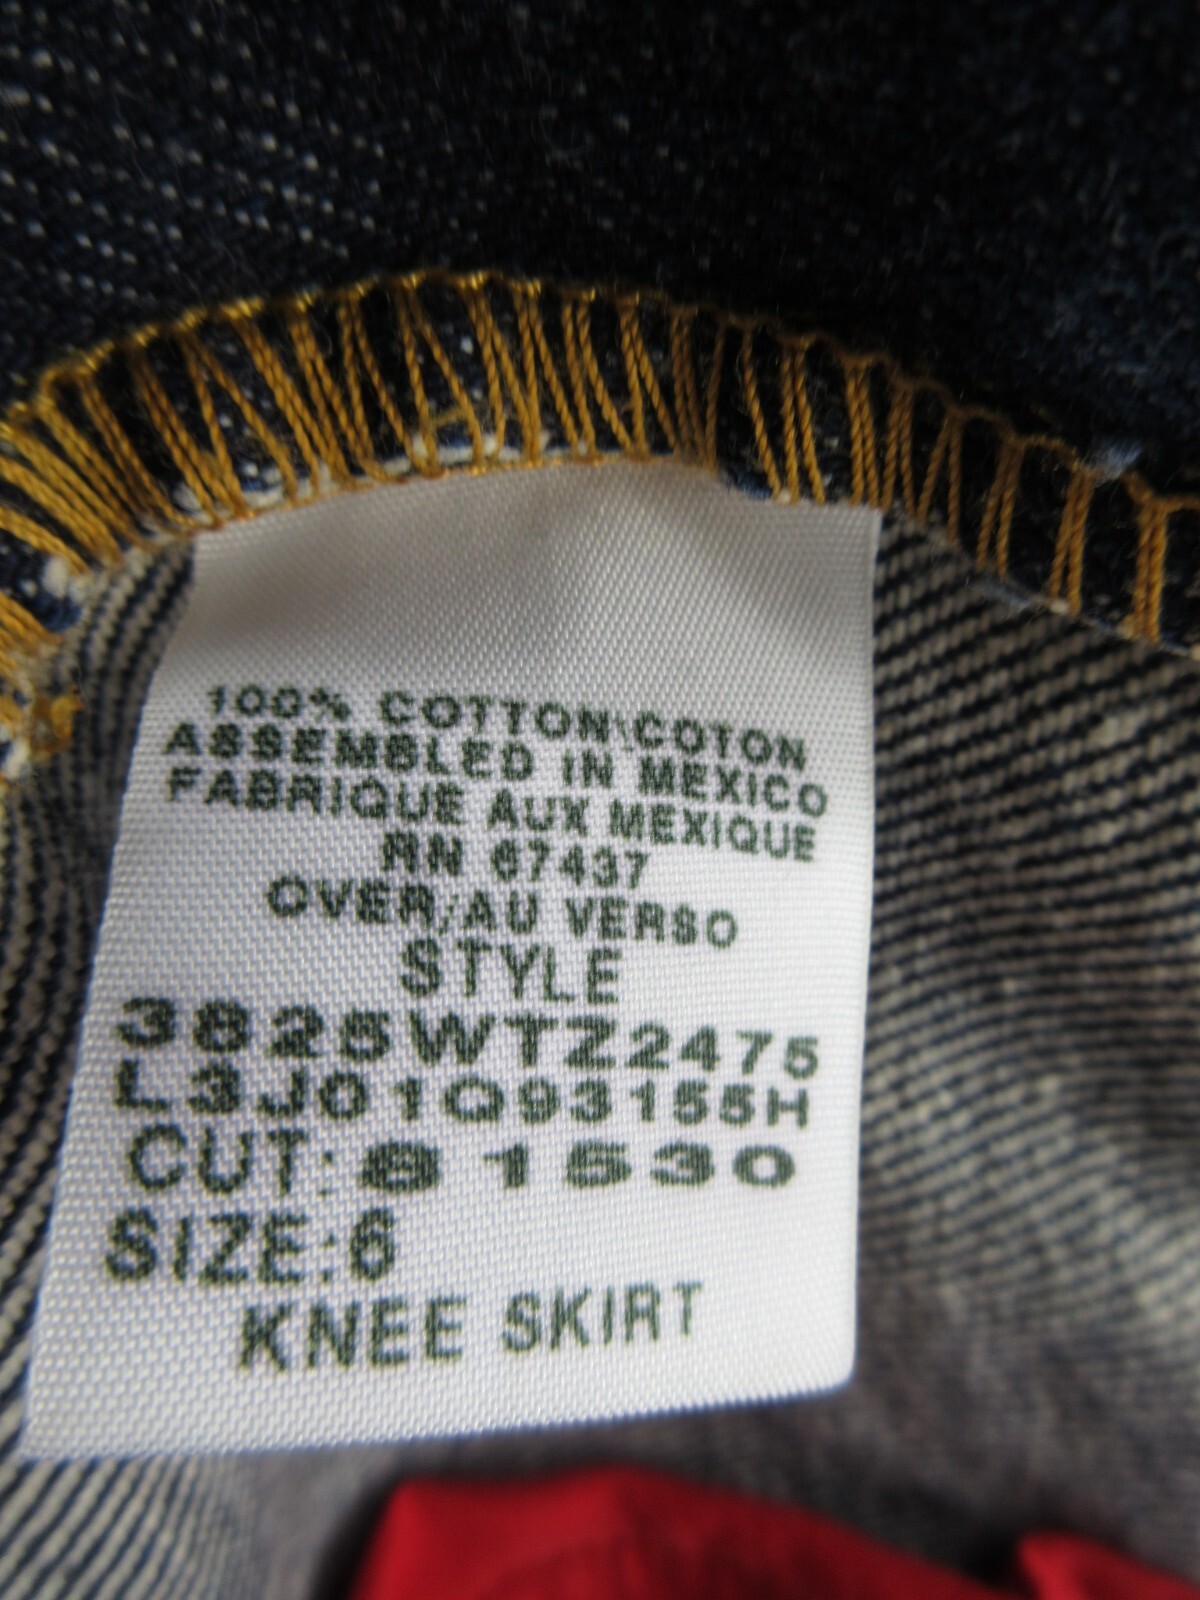 100% COTTON\COTON
ASSEMBLED IN MEXICO
FABRIQUE AUX MEXIQUE
RN 67437
OVER/AU VERSO
STYLE
3825WTZ2475
L3J01Q93155H
CUT: 81530
SIZE:6
KNEE SKIRT